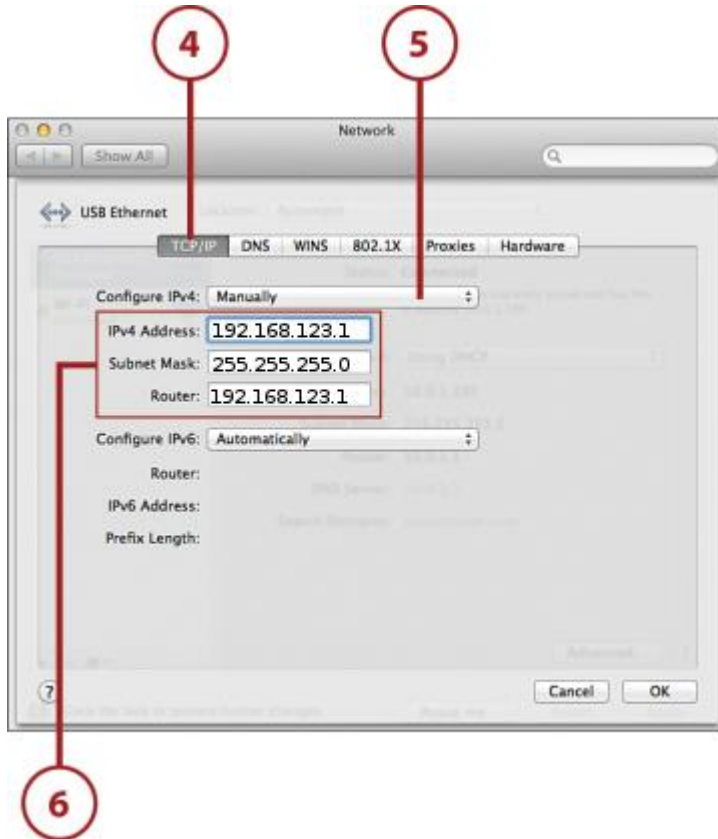 4 5
Network
Show All
USB Ethernet
TCP/IP DNS WINS 802.1X Proxies Hardware
Configure IPv4: Manually
IPv4 Address: 192.168.123.1
Subnet Mask: 255.255.255.0
Router: 192.168.123.1
Configure IPv6: Automatically
Router:
IPv6 Address:
Prefix Length:
? Cancel OK
6